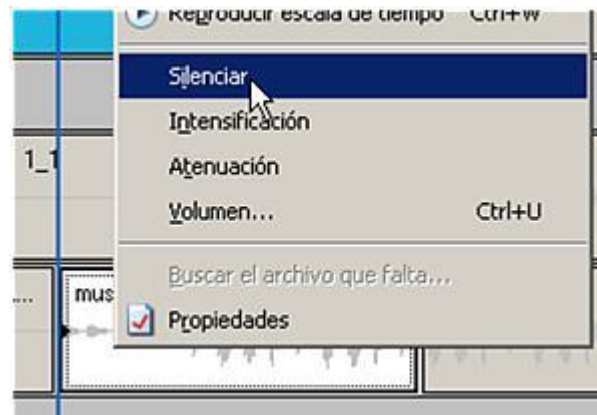 Reproducir escala de tiempo Ctrl+W
Silenciar
Intensificación
1_1
Atenuación
Volumen... Ctrl+U
Buscar el archivo que falta...
... mus
Propiedades